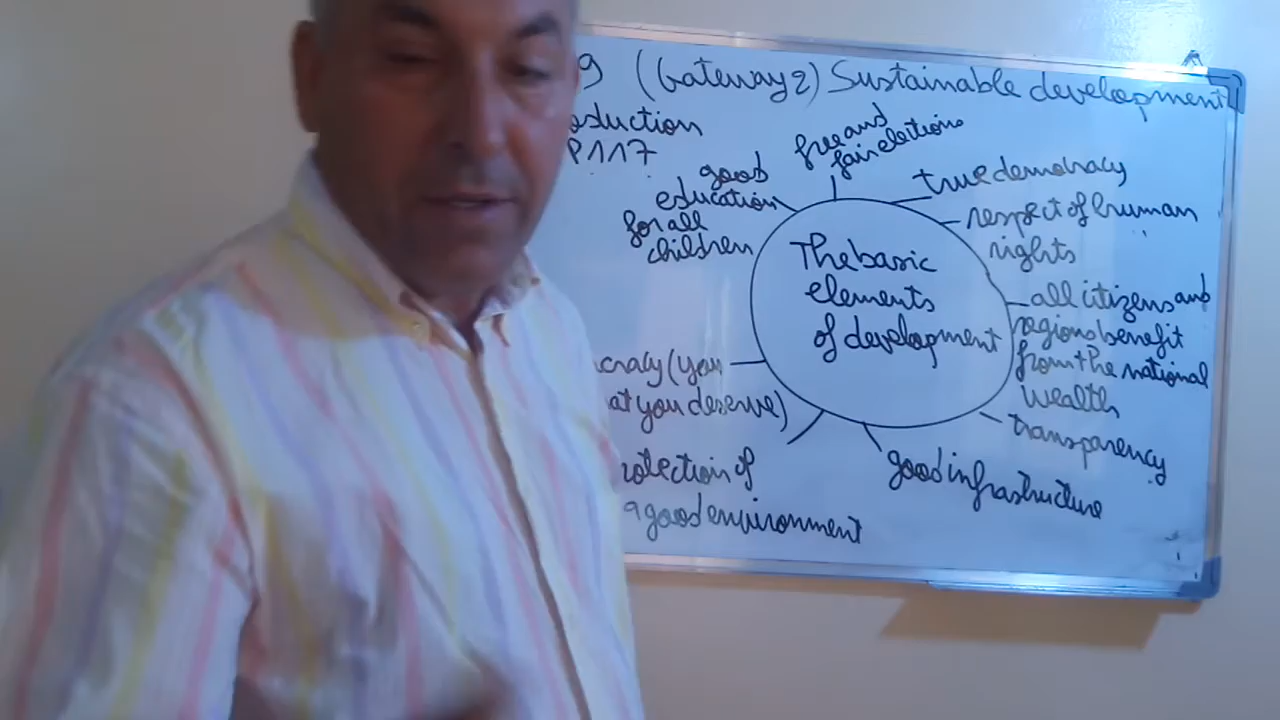 9 (Gateway 2) Sustainable development
oduction
P117
free and
fair elections
true democracy
good
education
for all
children
respect of human
rights
The basic
elements
of development
all citizens and
regions benefit
from the national
wealth
transparency
good infrastructure
cracy (you
at you deserve)
rotection of
a good environment